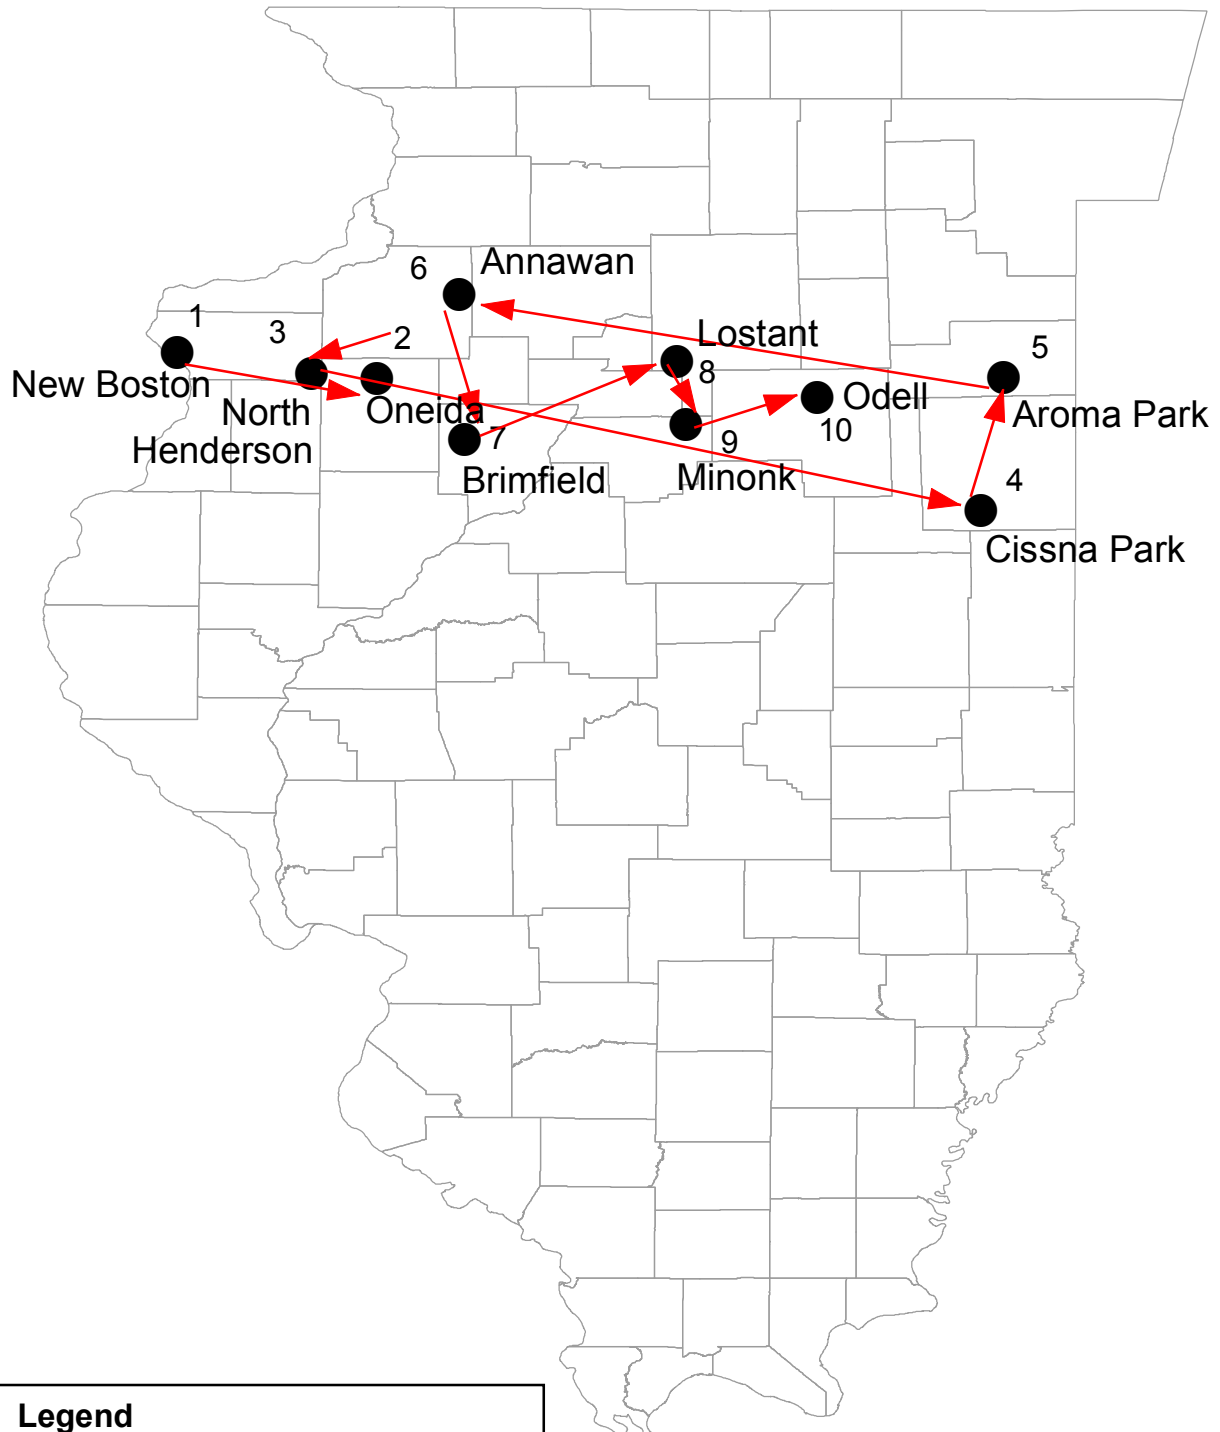 6
Annawan
1
3
2
Lostant
5
8
New Boston
North
Henderson
Oneida
Odell
Aroma Park
10
7
9
Brimfield
Minonk
4
Cissna Park
Legend